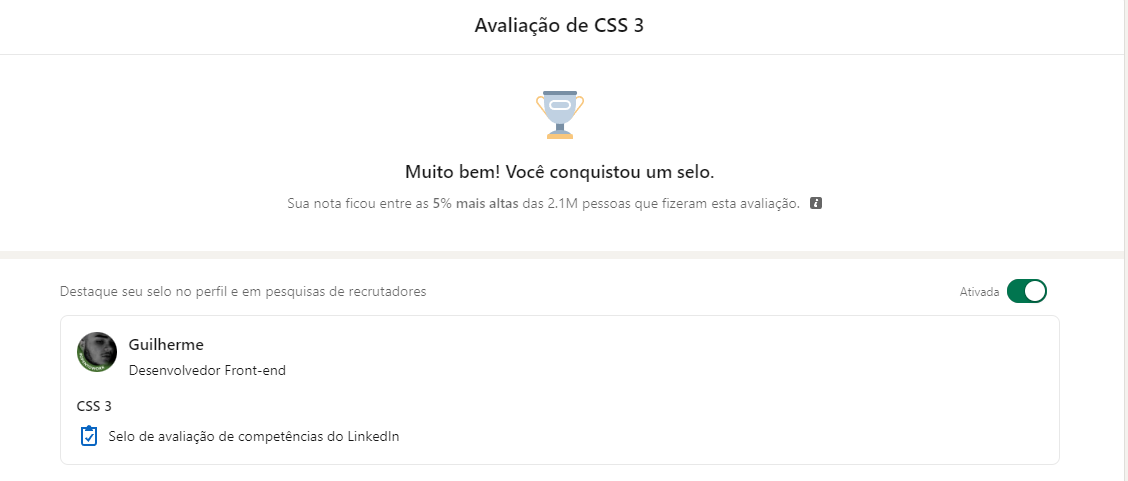 Avaliação de CSS 3
Muito bem! Você conquistou um selo.
Sua nota ficou entre as 5% mais altas das 2.1M pessoas que fizeram esta avaliação.
Destaque seu selo no perfil e em pesquisas de recrutadores
Ativada
Guilherme
Desenvolvedor Front-end
CSS 3
Selo de avaliação de competências do LinkedIn